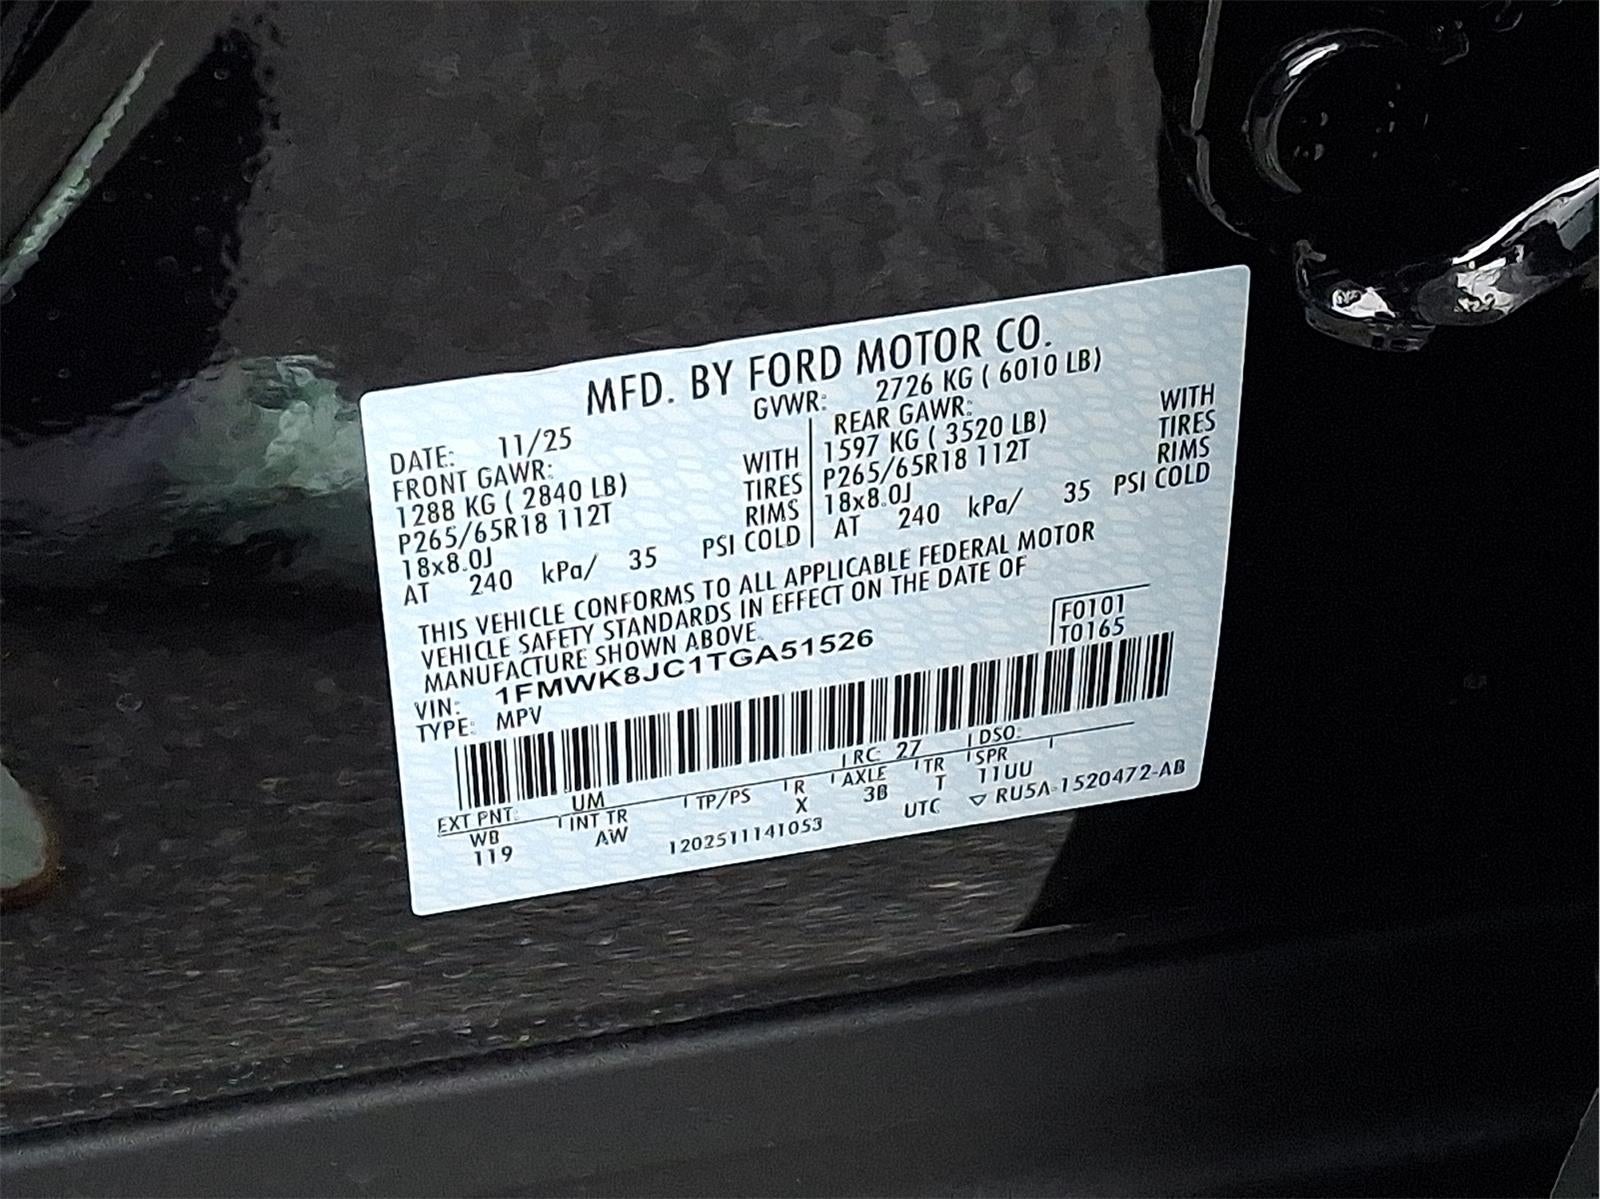 MFD. BY FORD MOTOR CO.
DATE: 11/25
GVWR: 2726 KG ( 6010 LB)
FRONT GAWR:
1288 KG ( 2840 LB) WITH
P265/65R18 112T TIRES
18x8.0J RIMS
AT 240 kPa/ 35 PSI COLD
REAR GAWR:
1597 KG ( 3520 LB) WITH
P265/65R18 112T TIRES
18x8.0J RIMS
AT 240 kPa/ 35 PSI COLD
THIS VEHICLE CONFORMS TO ALL APPLICABLE FEDERAL MOTOR
VEHICLE SAFETY STANDARDS IN EFFECT ON THE DATE OF
MANUFACTURE SHOWN ABOVE.
VIN: 1FMWK8JC1TGA51526
TYPE: MPV
F0101
T0165
EXT PNT: UM RC: 27 DSO:
WB INT TR TP/PS R AXLE TR SPR
119 AW X 3B T 11UU
1202511141053 UTC ▽ RU5A-1520472-AB